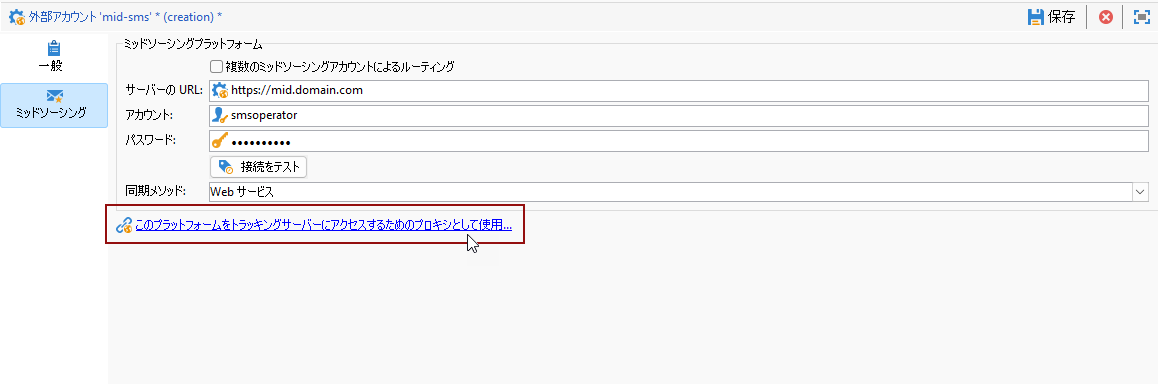 外部アカウント 'mid-sms' * (creation) *
保存
一般
ミッドソーシング
ミッドソーシングプラットフォーム
複数のミッドソーシングアカウントによるルーティング
サーバーの URL: https://mid.domain.com
アカウント: smsoperator
パスワード: ••••••••••
接続をテスト
同期メソッド: Web サービス
このプラットフォームをトラッキングサーバーにアクセスするためのプロキシとして使用...